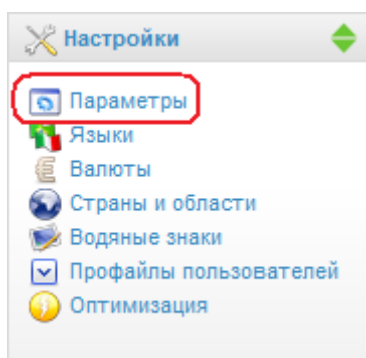 Настройки
Параметры
Языки
Валюты
Страны и области
Водяные знаки
Профайлы пользователей
Оптимизация